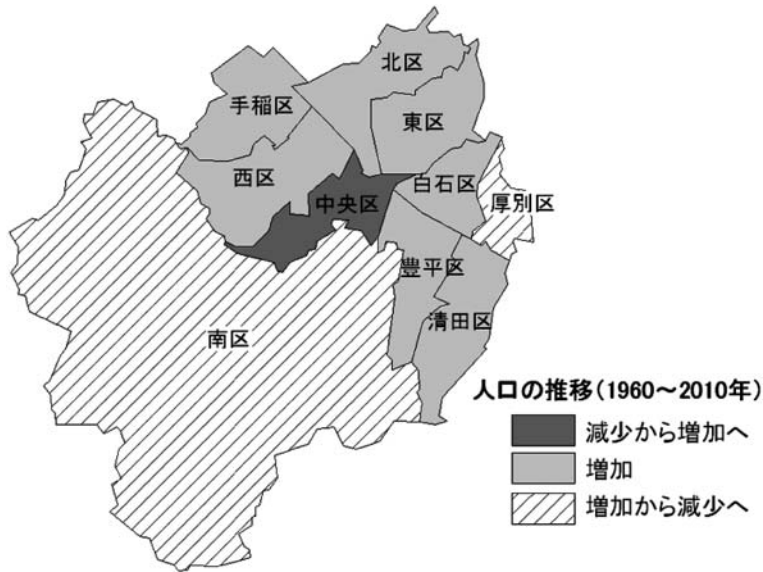 北区
手稲区
東区
西区
白石区
中央区
厚別区
豊平区
清田区
南区
人口の推移(1960～2010年)
減少から増加へ
増加
増加から減少へ